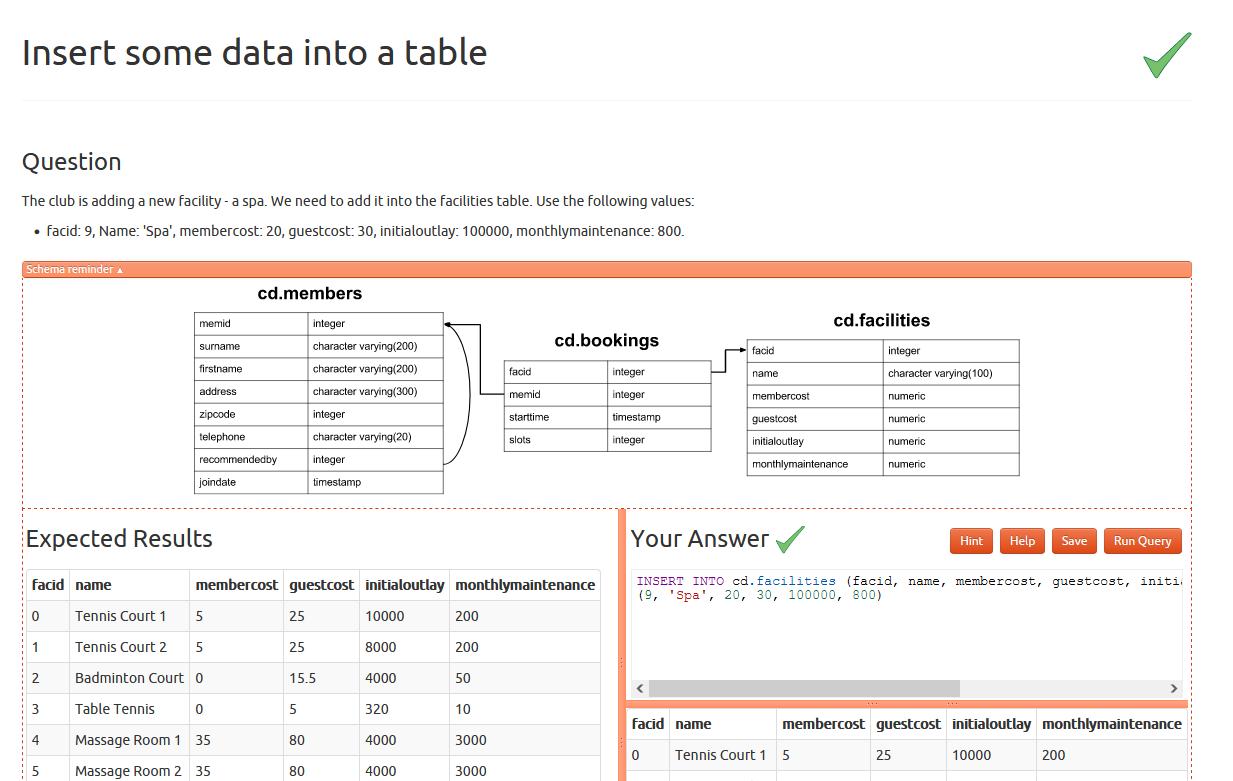 Insert some data into a table
Question
The club is adding a new facility - a spa. We need to add it into the facilities table. Use the following values:
• facid: 9, Name: 'Spa', membercost: 20, guestcost: 30, initialoutlay: 100000, monthlymaintenance: 800.
Schema reminder ▲
cd.members
memid integer
surname character varying(200)
firstname character varying(200)
address character varying(300)
zipcode integer
telephone character varying(20)
recommendedby integer
joindate timestamp
cd.bookings
facid integer
memid integer
starttime timestamp
slots integer
cd.facilities
facid integer
name character varying(100)
membercost numeric
guestcost numeric
initialoutlay numeric
monthlymaintenance numeric
Expected Results
facid name membercost guestcost initialoutlay monthlymaintenance
0 Tennis Court 1 5 25 10000 200
1 Tennis Court 2 5 25 8000 200
2 Badminton Court 0 15.5 4000 50
3 Table Tennis 0 5 320 10
4 Massage Room 1 35 80 4000 3000
5 Massage Room 2 35 80 4000 3000
Your Answer
Hint Help Save Run Query
INSERT INTO cd.facilities (facid, name, membercost, guestcost, initi
(9, 'Spa', 20, 30, 100000, 800)
facid name membercost guestcost initialoutlay monthlymaintenance
0 Tennis Court 1 5 25 10000 200